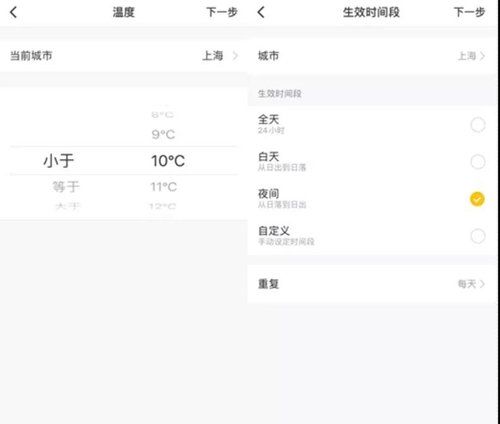 温度
下一步
当前城市
上海
8°C
9°C
小于
10°C
等于
11°C
大于
12°C
生效时间段
下一步
城市
上海
生效时间段
全天
24小时
白天
从日出到日落
夜间
从日落到日出
自定义
手动设定时间段
重复
每天